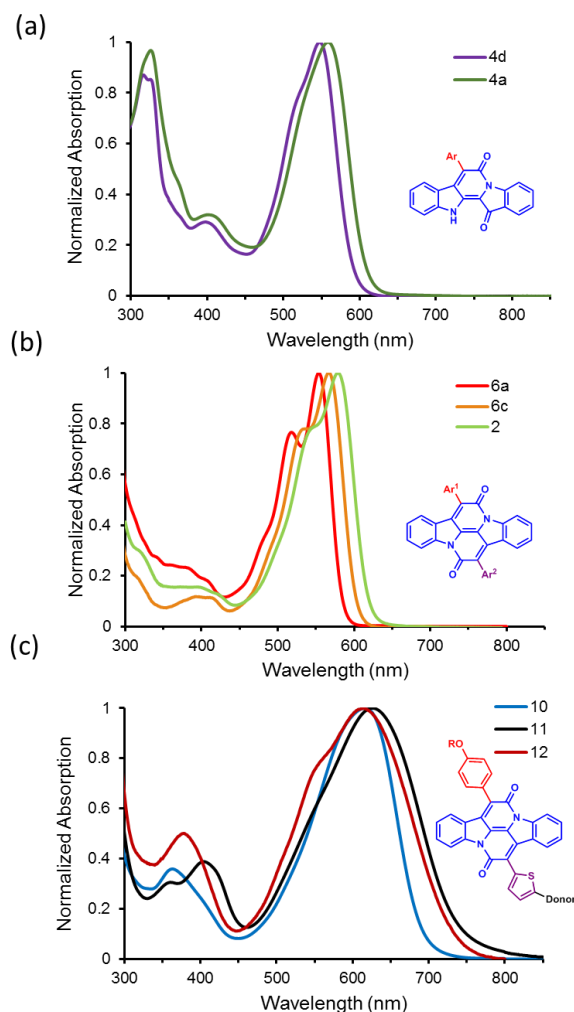 (a)
Normalized Absorption
1
0.8
0.6
0.4
0.2
0
300 400 500 600 700 800
Wavelength (nm)
4d
4a
Ar
O
N
N
H
O
(b)
Normalized Absorption
1
0.8
0.6
0.4
0.2
0
300 400 500 600 700 800
Wavelength (nm)
6a
6c
2
Ar1
O
N
N
O
Ar2
(c)
Normalized Absorption
1
0.8
0.6
0.4
0.2
0
300 400 500 600 700 800
Wavelength (nm)
10
11
12
RO
O
N
N
O
S
Donor